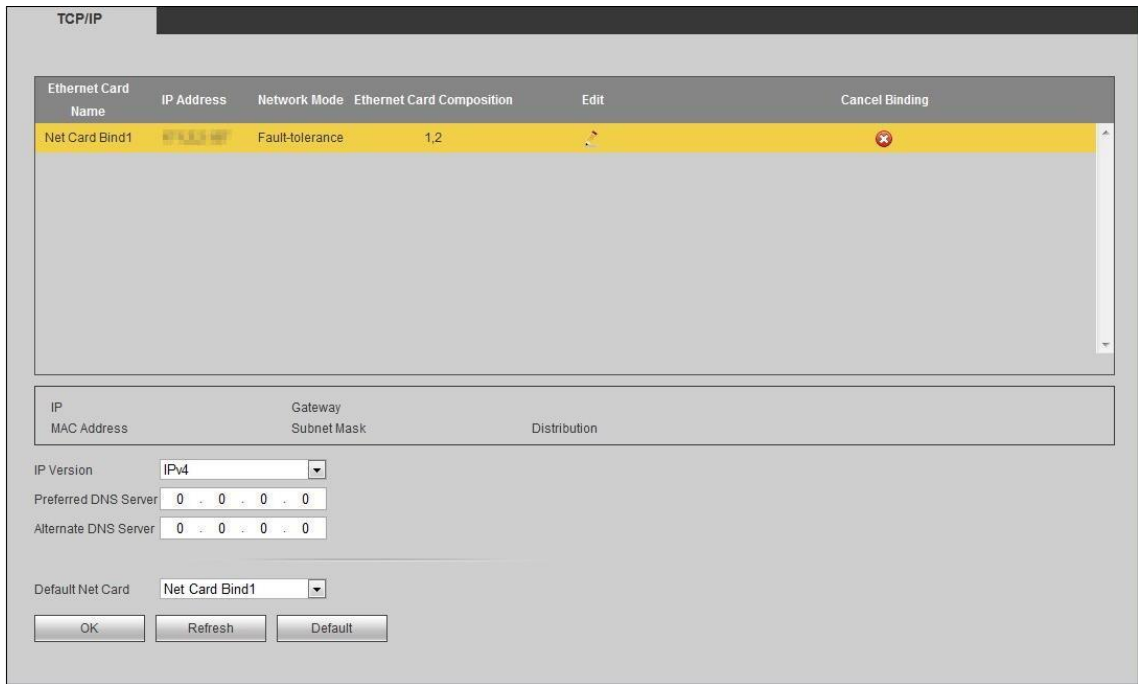 TCP/IP
Ethernet Card Name IP Address Network Mode Ethernet Card Composition Edit Cancel Binding
Net Card Bind1 Fault-tolerance 1,2
IP Gateway
MAC Address Subnet Mask Distribution
IP Version IPv4
Preferred DNS Server 0 . 0 . 0 . 0
Alternate DNS Server 0 . 0 . 0 . 0
Default Net Card Net Card Bind1
OK Refresh Default